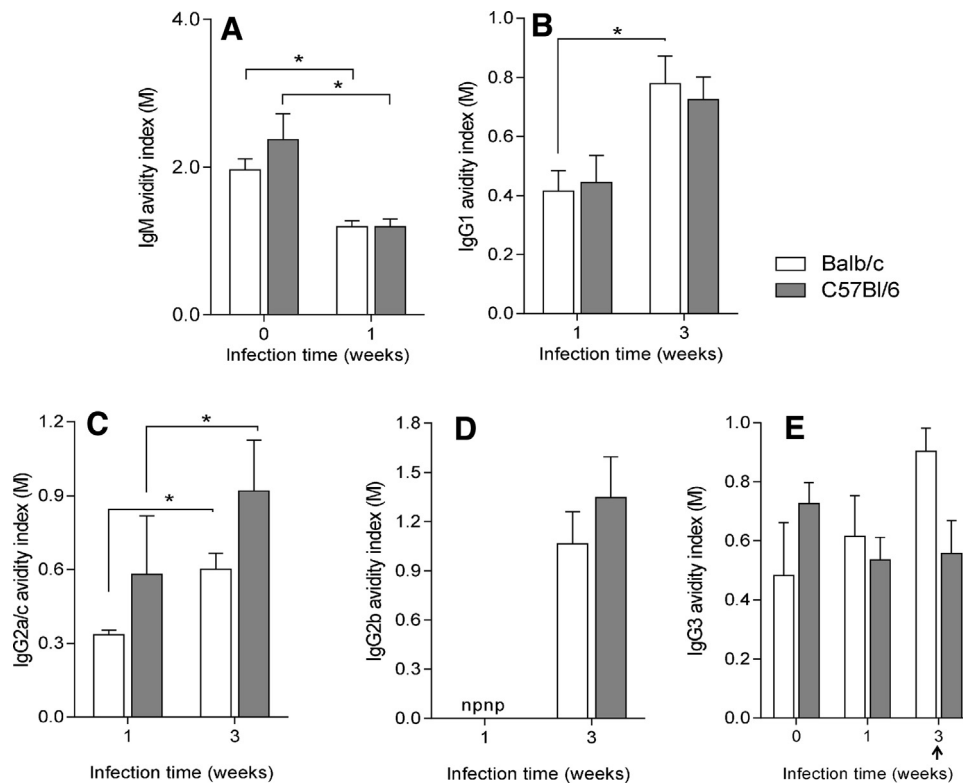 A
IgM avidity index (M)
4.0
2.0
0.0
*
*
0 1
Infection time (weeks)
B
IgG1 avidity index (M)
1.0
0.8
0.6
0.4
0.2
0.0
*
1 3
Infection time (weeks)
Balb/c
C57Bl/6
C
IgG2a/c avidity index (M)
1.2
0.9
0.6
0.3
0.0
*
*
1 3
Infection time (weeks)
D
IgG2b avidity index (M)
1.8
1.5
1.2
0.9
0.6
0.3
0.0
npnp
1 3
Infection time (weeks)
E
IgG3 avidity index (M)
1.0
0.8
0.6
0.4
0.2
0.0
0 1 3
Infection time (weeks)